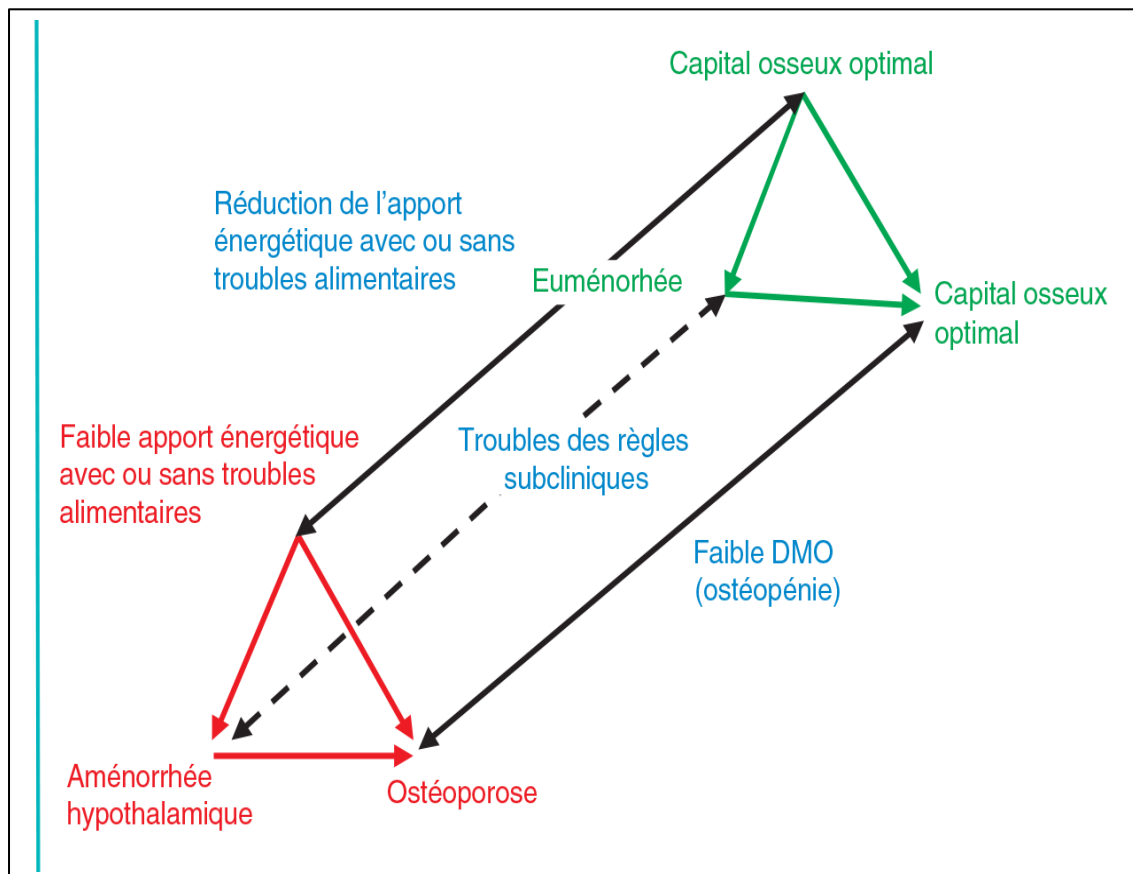 Capital osseux optimal
Réduction de l'apport
énergétique avec ou sans
troubles alimentaires
Euménorhée
Capital osseux
optimal
Faible apport énergétique
avec ou sans troubles
alimentaires
Troubles des règles
subcliniques
Faible DMO
(ostéopénie)
Aménorrhée
hypothalamique
Ostéoporose